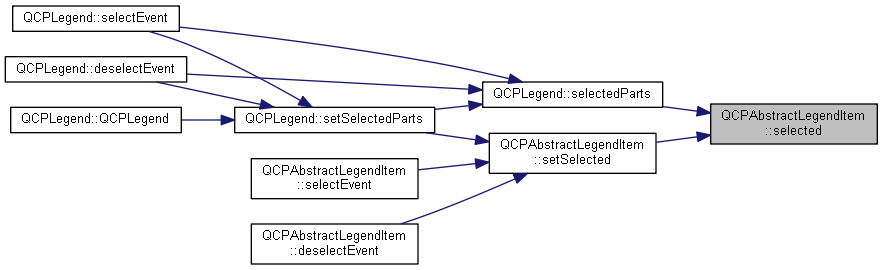 QCPLegend::selectEvent
QCPLegend::deselectEvent
QCPLegend::selectedParts
QCPLegend::QCPLegend
QCPLegend::setSelectedParts
QCPAbstractLegendItem
::selected
QCPAbstractLegendItem
::setSelected
QCPAbstractLegendItem
::selectEvent
QCPAbstractLegendItem
::deselectEvent